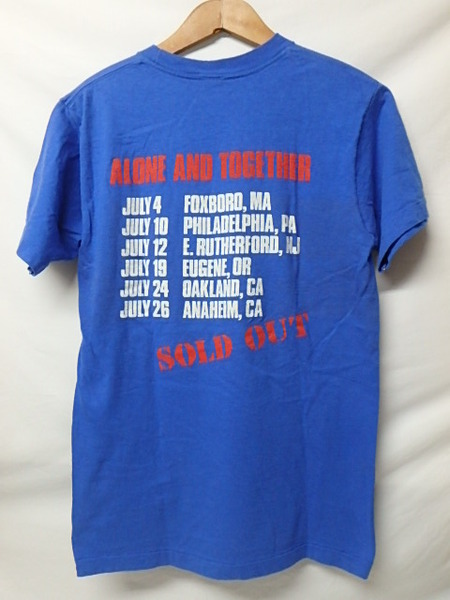 ALONE AND TOGETHER
JULY 4 FOXBORO, MA
JULY 10 PHILADELPHIA, PA
JULY 12 E. RUTHERFORD, NJ
JULY 19 EUGENE, OR
JULY 24 OAKLAND, CA
JULY 26 ANAHEIM, CA
SOLD OUT